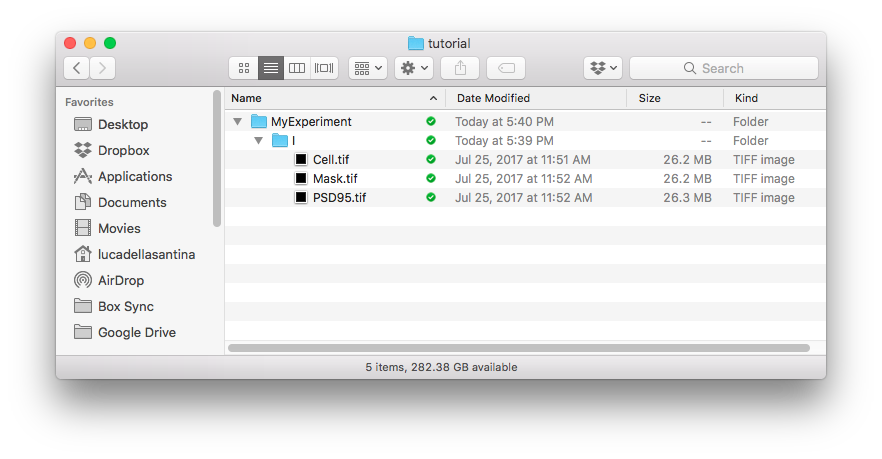 tutorial
Search
Favorites
Desktop
Dropbox
Applications
Documents
Movies
lucadellasantina
AirDrop
Box Sync
Google Drive
Name Date Modified Size Kind
MyExperiment Today at 5:40 PM -- Folder
I Today at 5:39 PM -- Folder
Cell.tif Jul 25, 2017 at 11:51 AM 26.2 MB TIFF image
Mask.tif Jul 25, 2017 at 11:52 AM 26.2 MB TIFF image
PSD95.tif Jul 25, 2017 at 11:52 AM 26.3 MB TIFF image
5 items, 282.38 GB available